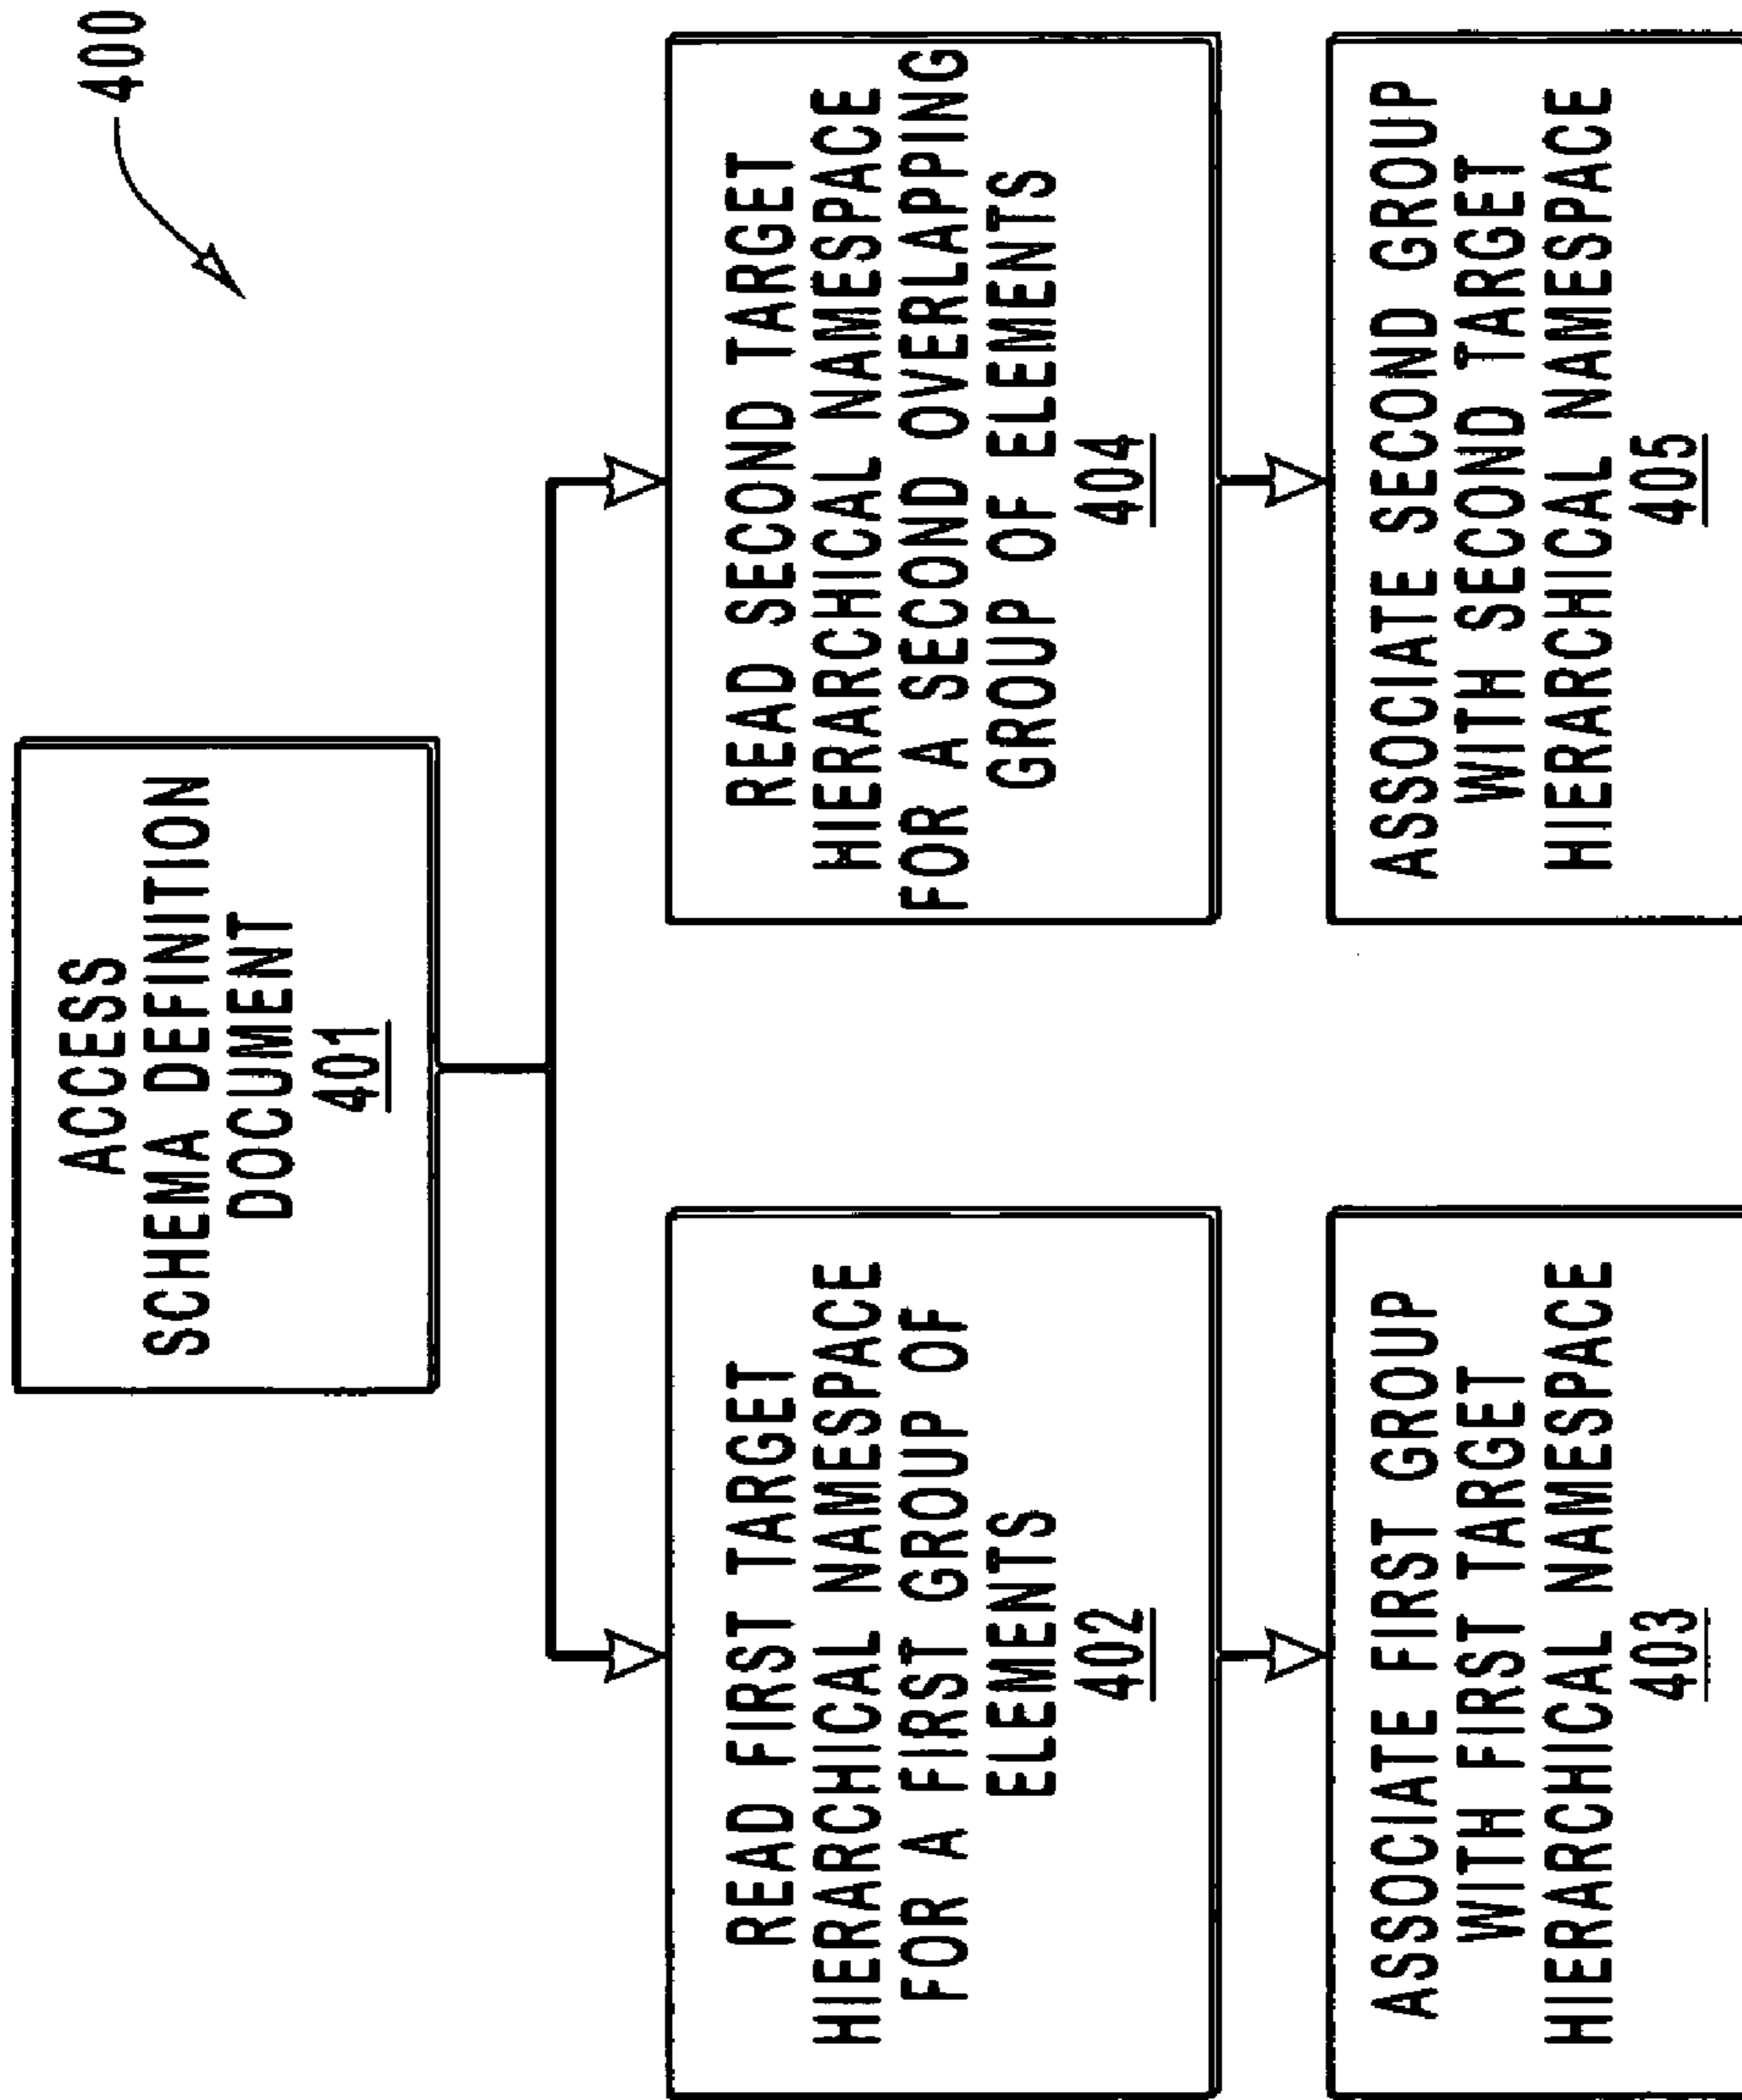 400
ACCESS
SCHEMA DEFINITION
DOCUMENT
401
READ FIRST TARGET
HIERARCHICAL NAMESPACE
FOR A FIRST GROUP OF
ELEMENTS
402
READ SECOND TARGET
HIERARCHICAL NAMESPACE
FOR A SECOND OVERLAPPING
GROUP OF ELEMENTS
404
ASSOCIATE FIRST GROUP
WITH FIRST TARGET
HIERARCHICAL NAMESPACE
403
ASSOCIATE SECOND GROUP
WITH SECOND TARGET
HIERARCHICAL NAMESPACE
405